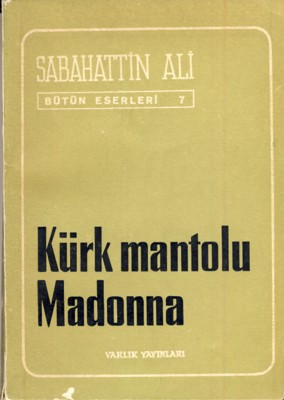 SABAHATTİN ALİ
BÜTÜN ESERLERİ 7
Kürk mantolu
Madonna
VARLIK YAYINLARI